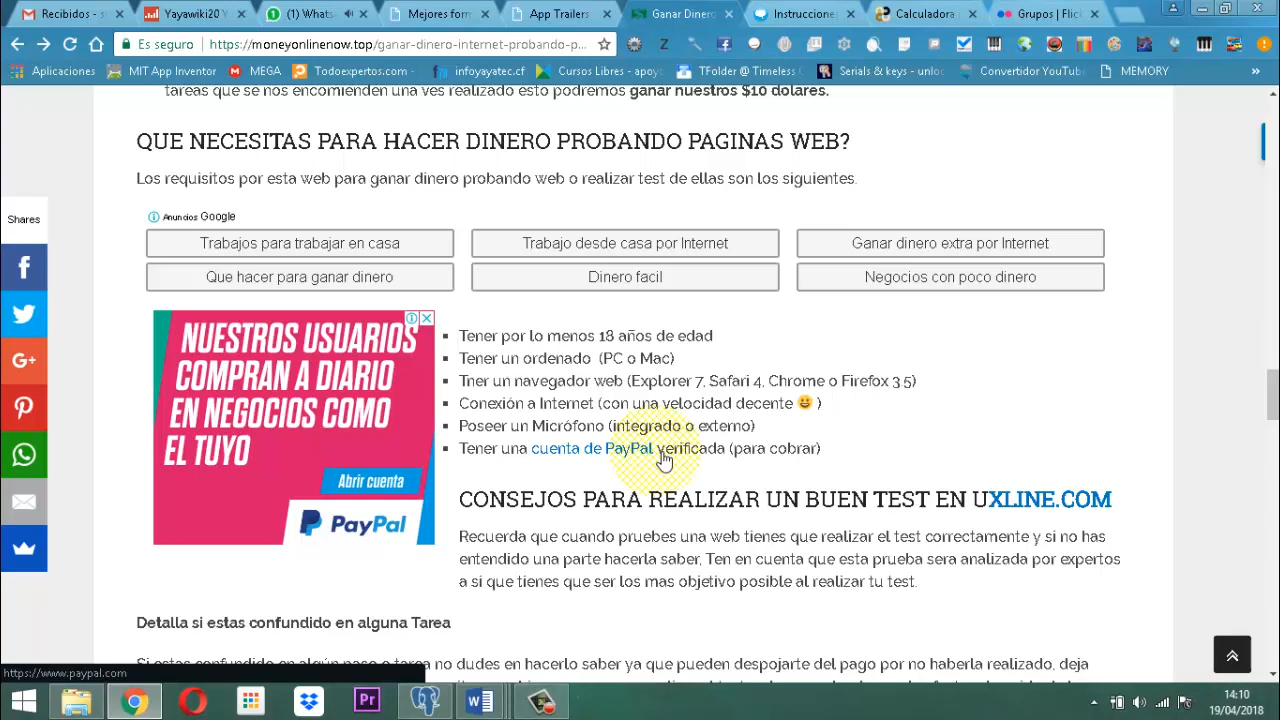 Recibidos - s
Yayawiki20 Y
(1) Whats
Mejores for
App Trailers
Ganar Dinero
Instruccione
Calculadora
Grupos | Flick
Es seguro
https://moneyonlinenow.top/ganar-dinero-internet-probando-p...
Aplicaciones
MIT App Inventor
MEGA
Todoexpertos.com -
infoyayatec.cf
Cursos Libres - apoy
TFolder @ Timeless
Serials & keys - unlo
Convertidor YouTube
MEMORY
»
tareas que se nos encomienden una ves realizado esto podremos ganar nuestros $10 dolares.
QUE NECESITAS PARA HACER DINERO PROBANDO PAGINAS WEB?
Los requisitos por esta web para ganar dinero probando web o realizar test de ellas son los siguientes.
Shares
Anuncios Google
Trabajos para trabajar en casa
Trabajo desde casa por Internet
Ganar dinero extra por Internet
Que hacer para ganar dinero
Dinero facil
Negocios con poco dinero
NUESTROS USUARIOS
COMPRAN A DIARIO
EN NEGOCIOS COMO
EL TUYO
Abrir cuenta
PayPal
Tener por lo menos 18 años de edad
Tener un ordenado (PC o Mac)
Tner un navegador web (Explorer 7, Safari 4, Chrome o Firefox 3 5)
Conexión a Internet (con una velocidad decente 😀 )
Poseer un Micrófono (integrado o externo)
Tener una cuenta de PayPal verificada (para cobrar)
CONSEJOS PARA REALIZAR UN BUEN TEST EN UXLINE.COM
Recuerda que cuando pruebes una web tienes que realizar el test correctamente y si no has
entendido una parte hacerla saber, Ten en cuenta que esta prueba sera analizada por expertos
a si que tienes que ser los mas objetivo posible al realizar tu test.
Detalla si estas confundido en alguna Tarea
Si estas confundido en algún paso o tarea no dudes en hacerlo saber ya que pueden despojarte del pago por no haberla realizado, deja
https://www.paypal.com
14:10
19/04/2018